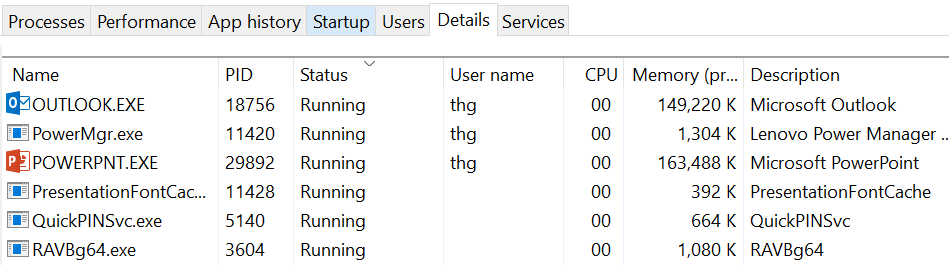 Processes Performance App history Startup Users Details Services
Name PID Status User name CPU Memory (pr... Description
OUTLOOK.EXE 18756 Running thg 00 149,220 K Microsoft Outlook
PowerMgr.exe 11420 Running thg 00 1,304 K Lenovo Power Manager ...
POWERPNT.EXE 29892 Running thg 00 163,488 K Microsoft PowerPoint
PresentationFontCac... 11428 Running 00 392 K PresentationFontCache
QuickPINSvc.exe 5140 Running 00 664 K QuickPINSvc
RAVBg64.exe 3604 Running 00 1,080 K RAVBg64